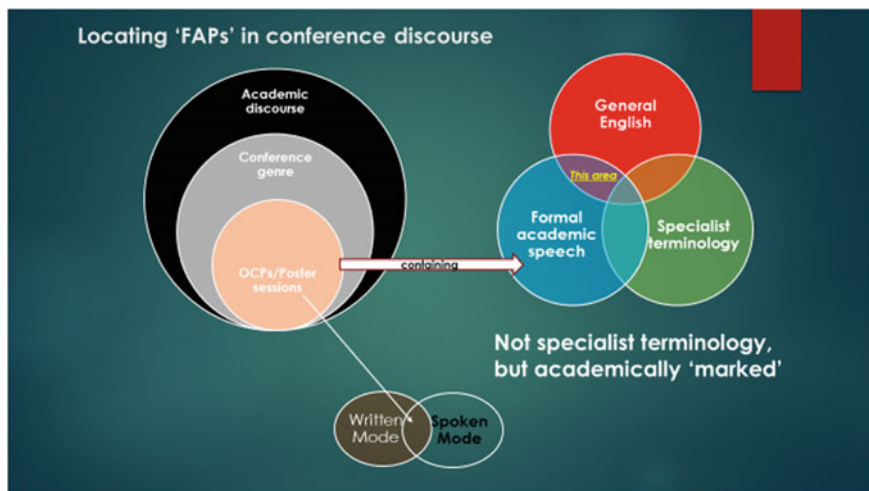 Locating 'FAPs' in conference discourse
Academic
discourse
Conference
genre
OCPs/Poster
sessions
containing
General
English
This area
Formal
academic
speech
Specialist
terminology
Not specialist terminology,
but academically 'marked'
Written
Mode
Spoken
Mode